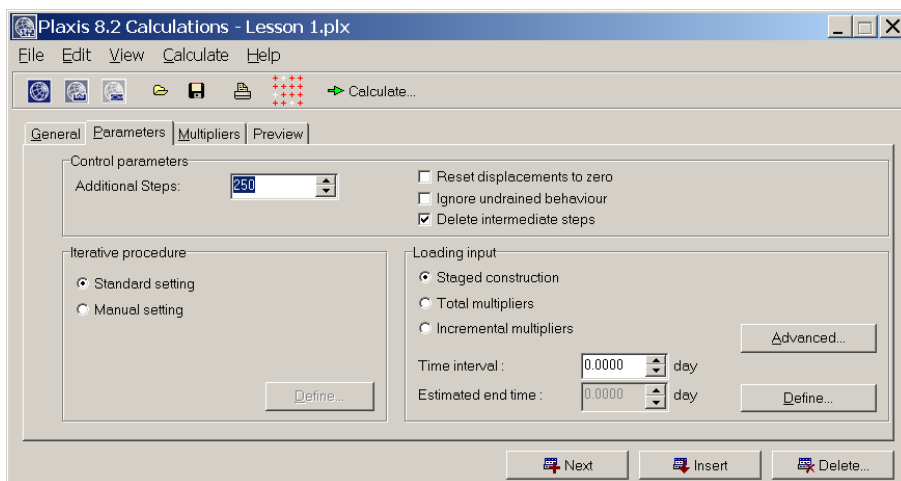 Plaxis 8.2 Calculations - Lesson 1.plx
File Edit View Calculate Help
Calculate...
General Parameters Multipliers Preview
Control parameters
Additional Steps: 250
Reset displacements to zero
Ignore undrained behaviour
Delete intermediate steps
Iterative procedure
Standard setting
Manual setting
Define...
Loading input
Staged construction
Total multipliers
Incremental multipliers
Advanced...
Time interval : 0.0000 day
Estimated end time : 0.0000 day
Define...
Next Insert Delete...